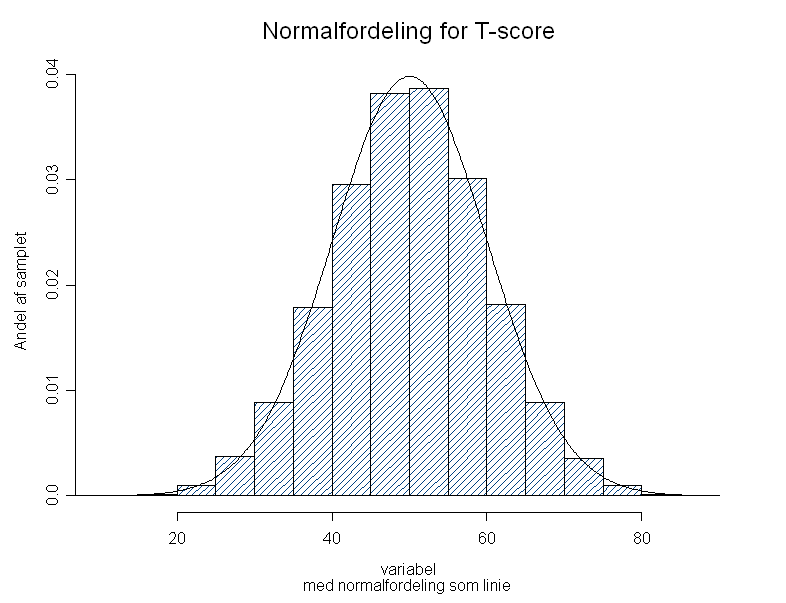 Normalfordeling for T-score
0.04
0.03
0.02
0.01
0.0
Andel af samplet
20 40 60 80
variabel
med normalfordeling som linie